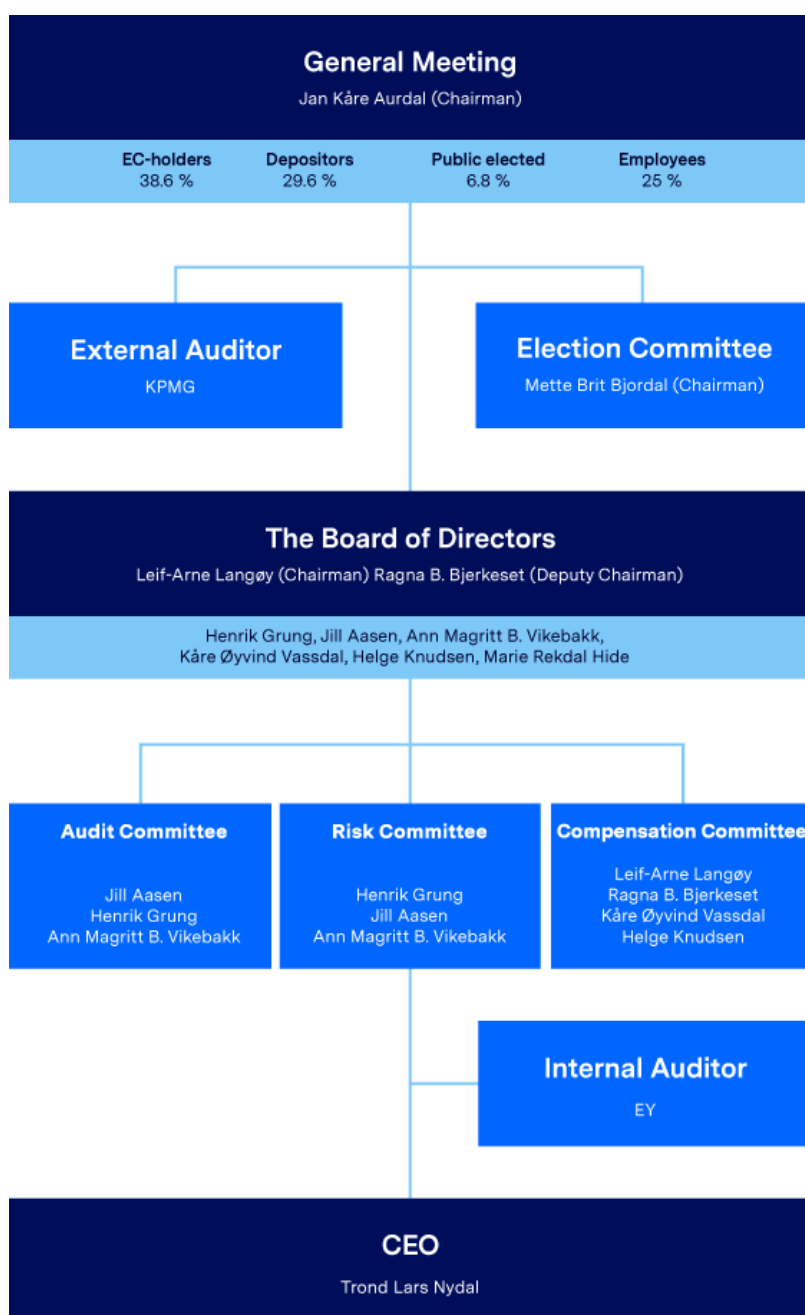 General Meeting
Jan Kåre Aurdal (Chairman)
EC-holders Depositors Public elected Employees
38.6 % 29.6 % 6.8 % 25 %
External Auditor
KPMG
Election Committee
Mette Brit Bjordal (Chairman)
The Board of Directors
Leif-Arne Langøy (Chairman) Ragna B. Bjerkeset (Deputy Chairman)
Henrik Grung, Jill Aasen, Ann Magritt B. Vikebakk,
Kåre Øyvind Vassdal, Helge Knudsen, Marie Rekdal Hide
Audit Committee
Jill Aasen
Henrik Grung
Ann Magritt B. Vikebakk
Risk Committee
Henrik Grung
Jill Aasen
Ann Magritt B. Vikebakk
Compensation Committee
Leif-Arne Langøy
Ragna B. Bjerkeset
Kåre Øyvind Vassdal
Helge Knudsen
Internal Auditor
EY
CEO
Trond Lars Nydal